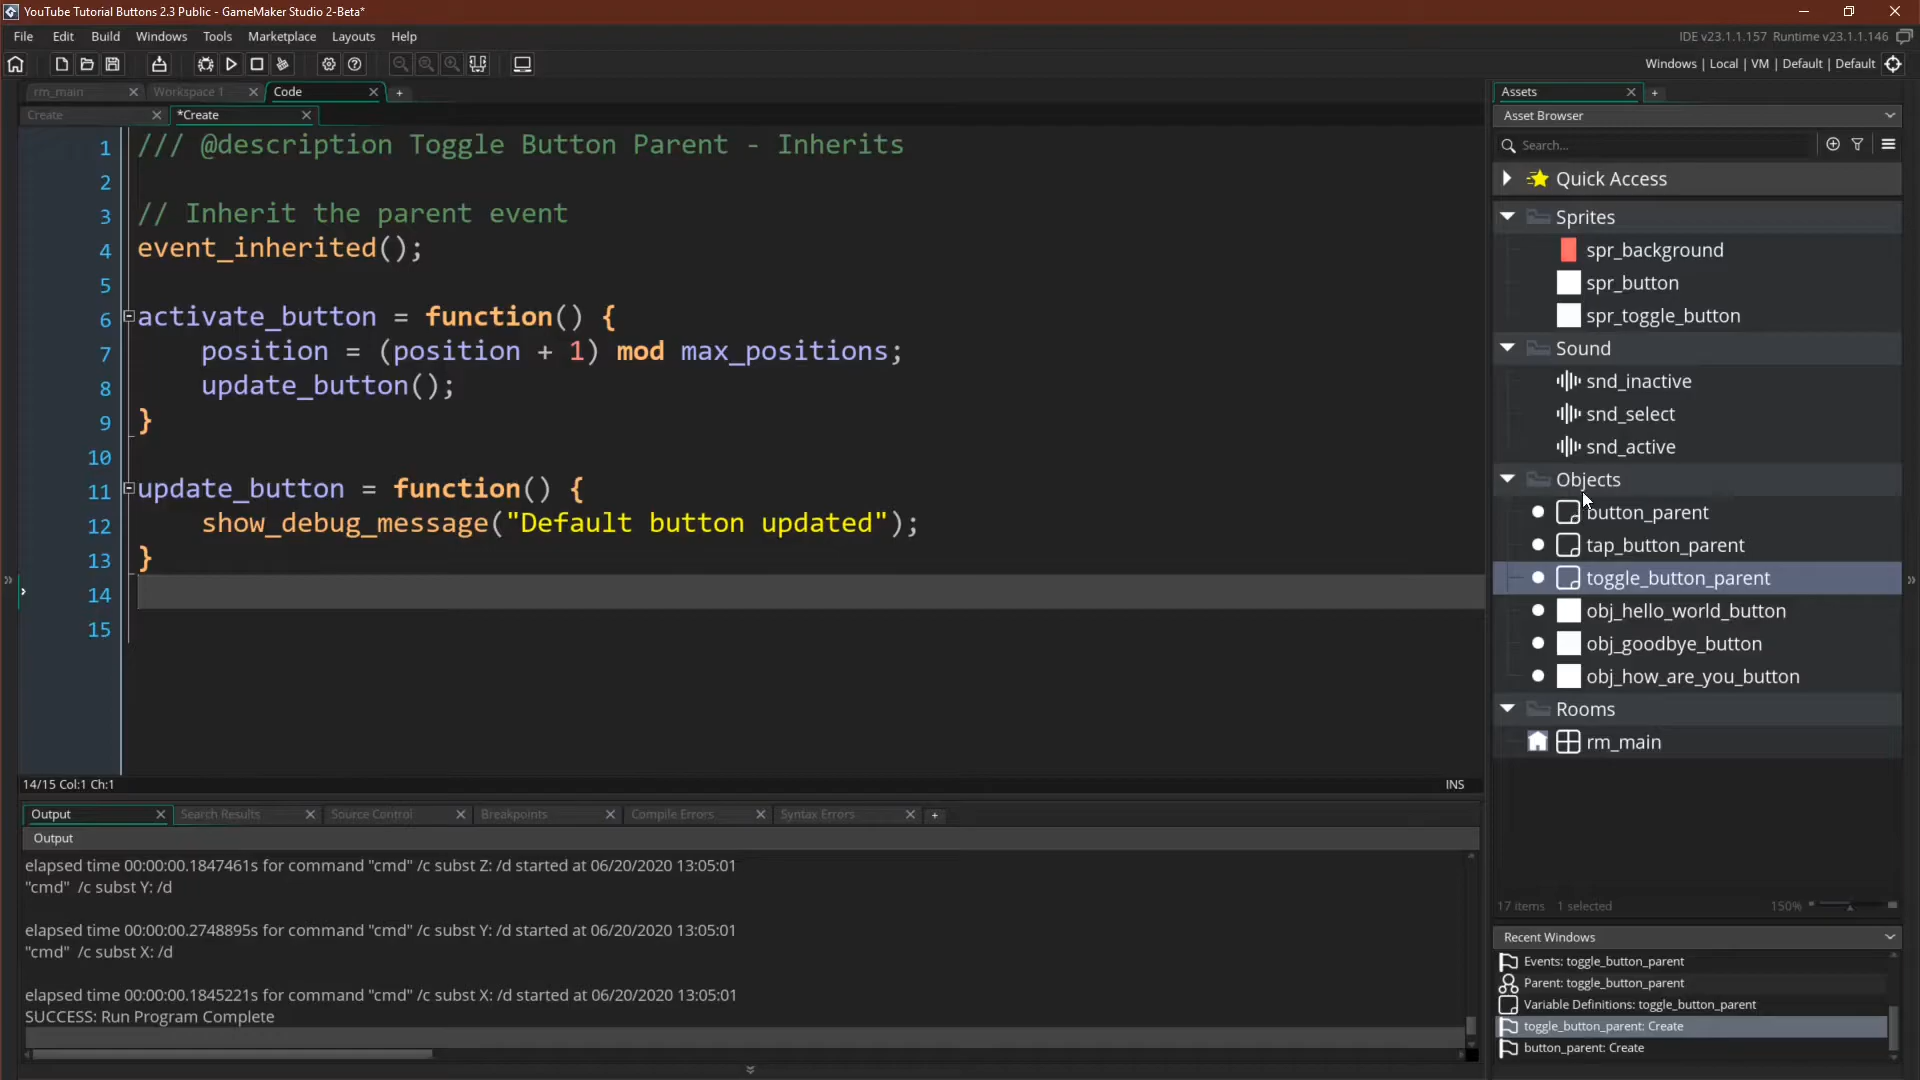 YouTube Tutorial Buttons 2.3 Public - GameMaker Studio 2-Beta*
File Edit Build Windows Tools Marketplace Layouts Help
IDE v23.1.1.157 Runtime v23.1.1.146
Windows | Local | VM | Default | Default
rm_main
Workspace 1
Code
Create
*Create
1 /// @description Toggle Button Parent - Inherits
2
3 // Inherit the parent event
4 event_inherited();
5
6 activate_button = function() {
7 position = (position + 1) mod max_positions;
8 update_button();
9 }
10
11 update_button = function() {
12 show_debug_message("Default button updated");
13 }
14
15
14/15 Col:1 Ch:1
INS
Output
Search Results
Source Control
Breakpoints
Compile Errors
Syntax Errors
Output
elapsed time 00:00:00.1847461s for command "cmd" /c subst Z: /d started at 06/20/2020 13:05:01
"cmd" /c subst Y: /d
elapsed time 00:00:00.2748895s for command "cmd" /c subst Y: /d started at 06/20/2020 13:05:01
"cmd" /c subst X: /d
elapsed time 00:00:00.1845221s for command "cmd" /c subst X: /d started at 06/20/2020 13:05:01
SUCCESS: Run Program Complete
Assets
Asset Browser
Search...
Quick Access
Sprites
spr_background
spr_button
spr_toggle_button
Sound
snd_inactive
snd_select
snd_active
Objects
button_parent
tap_button_parent
toggle_button_parent
obj_hello_world_button
obj_goodbye_button
obj_how_are_you_button
Rooms
rm_main
17 items 1 selected
150%
Recent Windows
Events: toggle_button_parent
Parent: toggle_button_parent
Variable Definitions: toggle_button_parent
toggle_button_parent: Create
button_parent: Create